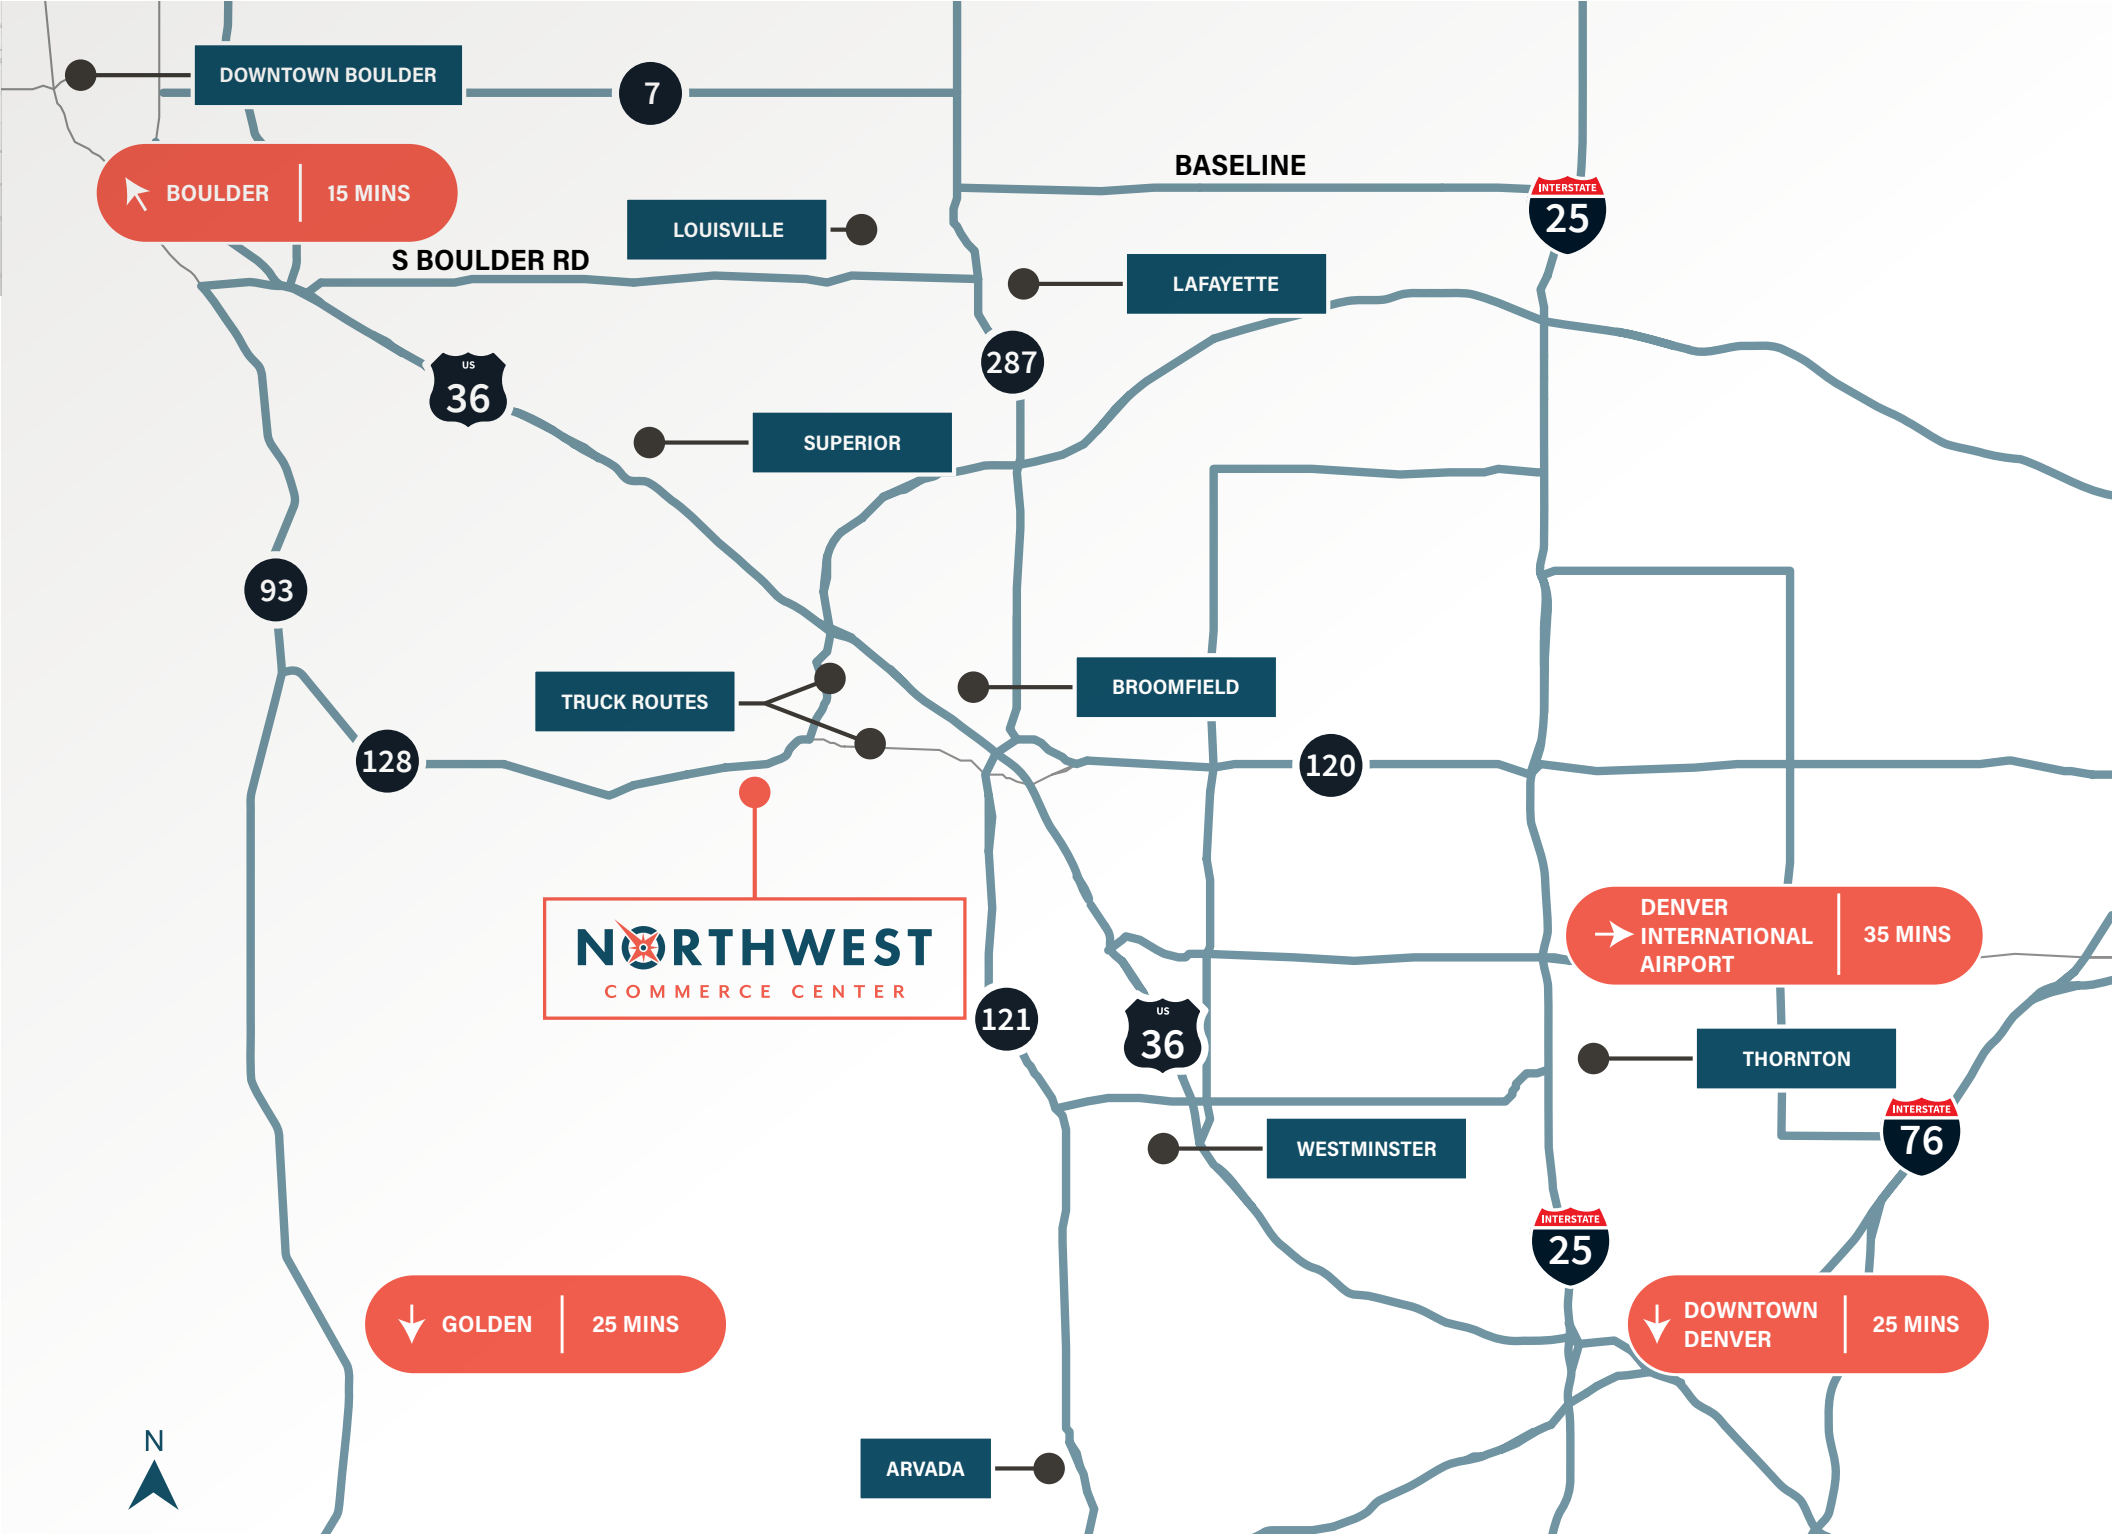 DOWNTOWN BOULDER
7
BASELINE
BOULDER
15 MINS
INTERSTATE
25
LOUISVILLE
S BOULDER RD
LAFAYETTE
287
US
36
SUPERIOR
93
BROOMFIELD
TRUCK ROUTES
128
120
DENVER
INTERNATIONAL
AIRPORT
35 MINS
NORTHWEST
COMMERCE CENTER
121
US
36
THORNTON
INTERSTATE
76
WESTMINSTER
INTERSTATE
25
GOLDEN
25 MINS
DOWNTOWN
DENVER
25 MINS
N
ARVADA